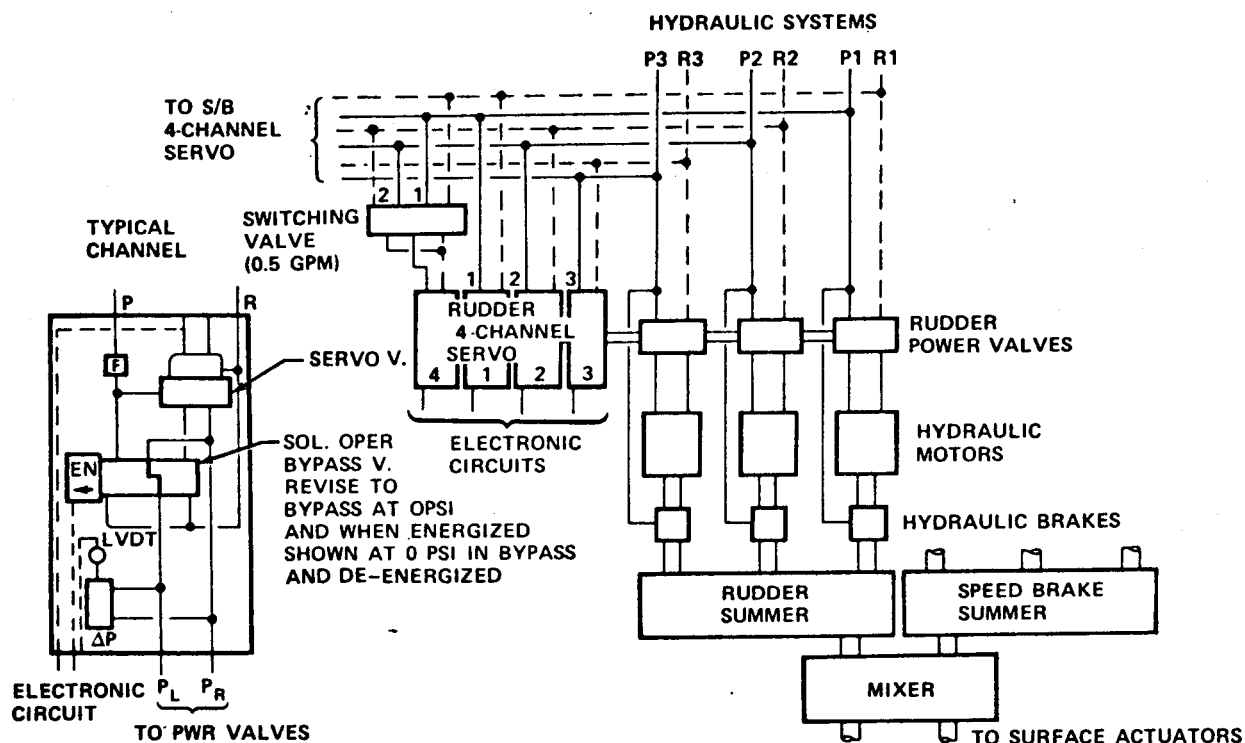 HYDRAULIC SYSTEMS
P3 R3 P2 R2 P1 R1
TO S/B
4-CHANNEL
SERVO
2 1
SWITCHING
VALVE
(0.5 GPM)
TYPICAL
CHANNEL
P R
F
SERVO V.
SOL. OPER
BYPASS V.
REVISE TO
BYPASS AT OPSI
AND WHEN ENERGIZED
SHOWN AT 0 PSI IN BYPASS
AND DE-ENERGIZED
EN
LVDT
ΔP
ELECTRONIC
CIRCUIT
PL PR
TO PWR VALVES
1 2 3
RUDDER
4-CHANNEL
SERVO
4 1 2 3
ELECTRONIC
CIRCUITS
RUDDER
POWER VALVES
HYDRAULIC
MOTORS
HYDRAULIC BRAKES
RUDDER
SUMMER
SPEED BRAKE
SUMMER
MIXER
TO SURFACE ACTUATORS